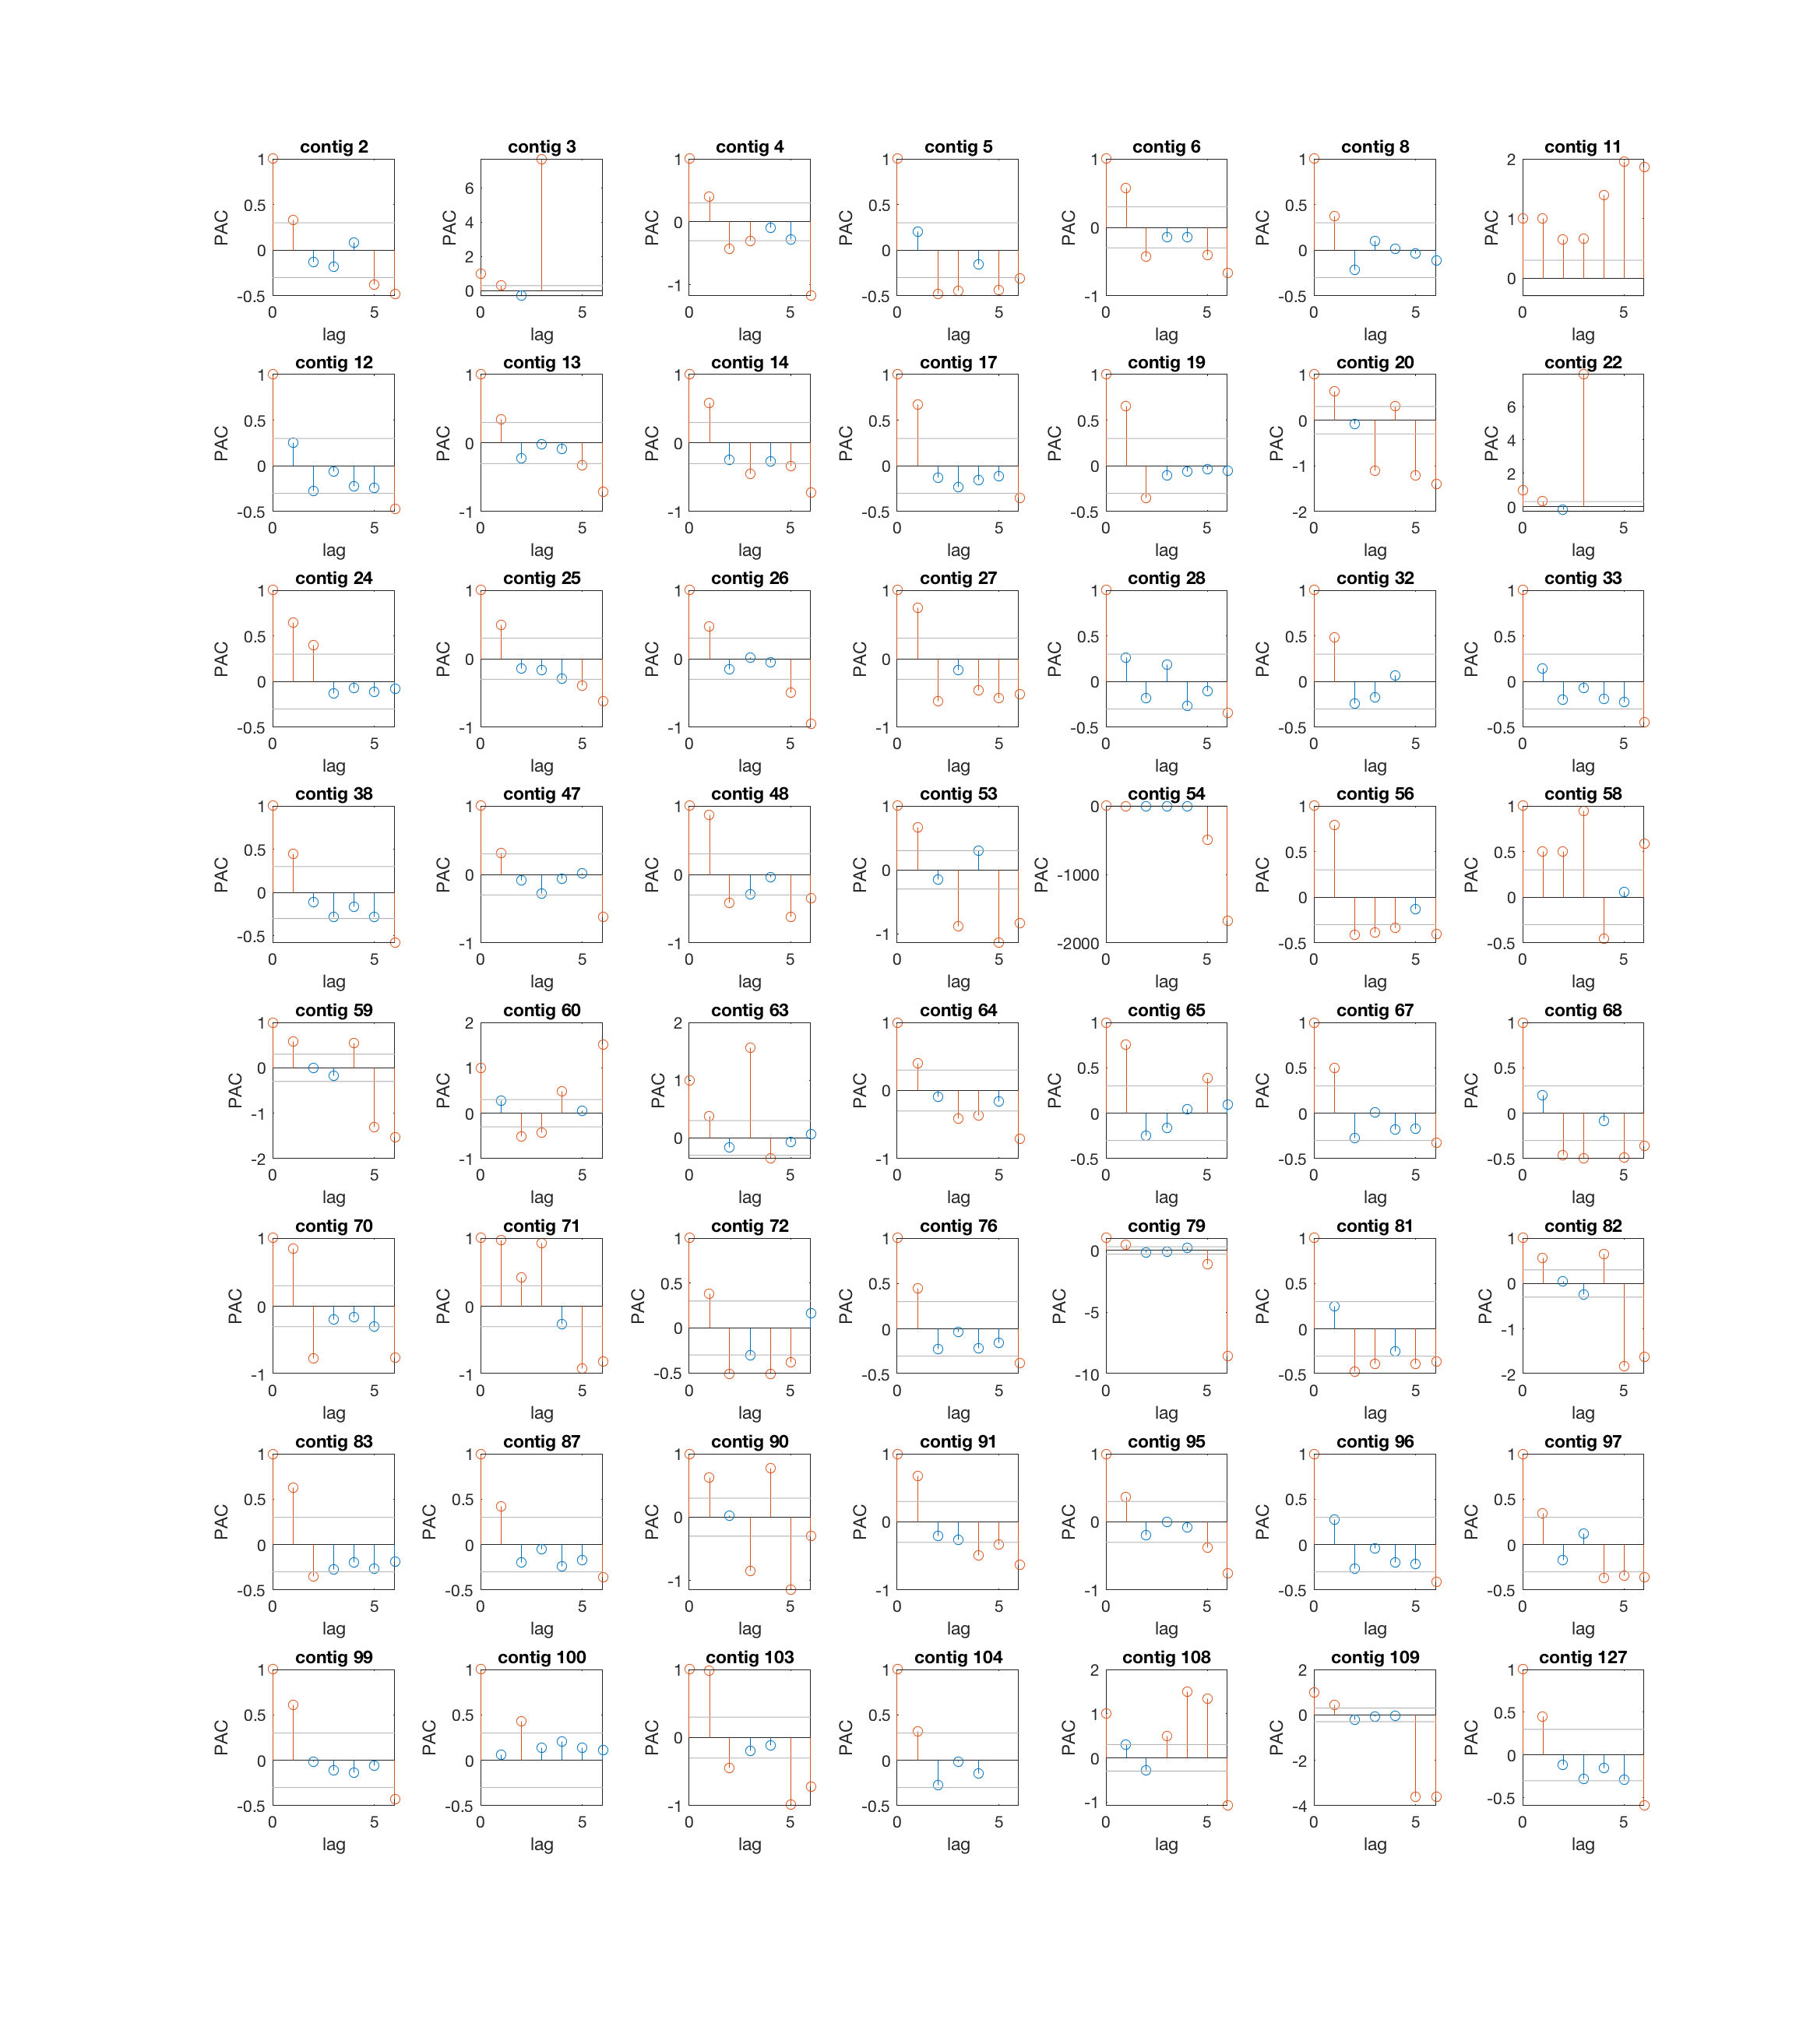 contig 2
1
0.5
0
-0.5
PAC
0 5
lag
contig 3
6
4
2
0
PAC
0 5
lag
contig 4
1
0
-1
PAC
0 5
lag
contig 5
1
0.5
0
-0.5
PAC
0 5
lag
contig 6
1
0
-1
PAC
0 5
lag
contig 8
1
0.5
0
-0.5
PAC
0 5
lag
contig 11
2
1
0
PAC
0 5
lag
contig 12
1
0.5
0
-0.5
PAC
0 5
lag
contig 13
1
0
-1
PAC
0 5
lag
contig 14
1
0
-1
PAC
0 5
lag
contig 17
1
0.5
0
-0.5
PAC
0 5
lag
contig 19
1
0.5
0
-0.5
PAC
0 5
lag
contig 20
1
0
-1
-2
PAC
0 5
lag
contig 22
6
4
2
0
PAC
0 5
lag
contig 24
1
0.5
0
-0.5
PAC
0 5
lag
contig 25
1
0
-1
PAC
0 5
lag
contig 26
1
0
-1
PAC
0 5
lag
contig 27
1
0
-1
PAC
0 5
lag
contig 28
1
0.5
0
-0.5
PAC
0 5
lag
contig 32
1
0.5
0
-0.5
PAC
0 5
lag
contig 33
1
0.5
0
-0.5
PAC
0 5
lag
contig 38
1
0.5
0
-0.5
PAC
0 5
lag
contig 47
1
0
-1
PAC
0 5
lag
contig 48
1
0
-1
PAC
0 5
lag
contig 53
1
0
-1
PAC
0 5
lag
contig 54
0
-1000
-2000
PAC
0 5
lag
contig 56
1
0.5
0
-0.5
PAC
0 5
lag
contig 58
1
0.5
0
-0.5
PAC
0 5
lag
contig 59
1
0
-1
-2
PAC
0 5
lag
contig 60
2
1
0
-1
PAC
0 5
lag
contig 63
2
1
0
PAC
0 5
lag
contig 64
1
0
-1
PAC
0 5
lag
contig 65
1
0.5
0
-0.5
PAC
0 5
lag
contig 67
1
0.5
0
-0.5
PAC
0 5
lag
contig 68
1
0.5
0
-0.5
PAC
0 5
lag
contig 70
1
0
-1
PAC
0 5
lag
contig 71
1
0
-1
PAC
0 5
lag
contig 72
1
0.5
0
-0.5
PAC
0 5
lag
contig 76
1
0.5
0
-0.5
PAC
0 5
lag
contig 79
0
-5
-10
PAC
0 5
lag
contig 81
1
0.5
0
-0.5
PAC
0 5
lag
contig 82
1
0
-1
-2
PAC
0 5
lag
contig 83
1
0.5
0
-0.5
PAC
0 5
lag
contig 87
1
0.5
0
-0.5
PAC
0 5
lag
contig 90
1
0
-1
PAC
0 5
lag
contig 91
1
0
-1
PAC
0 5
lag
contig 95
1
0
-1
PAC
0 5
lag
contig 96
1
0.5
0
-0.5
PAC
0 5
lag
contig 97
1
0.5
0
-0.5
PAC
0 5
lag
contig 99
1
0.5
0
-0.5
PAC
0 5
lag
contig 100
1
0.5
0
-0.5
PAC
0 5
lag
contig 103
1
0
-1
PAC
0 5
lag
contig 104
1
0.5
0
-0.5
PAC
0 5
lag
contig 108
2
1
0
-1
PAC
0 5
lag
contig 109
2
0
-2
-4
PAC
0 5
lag
contig 127
1
0.5
0
-0.5
PAC
0 5
lag